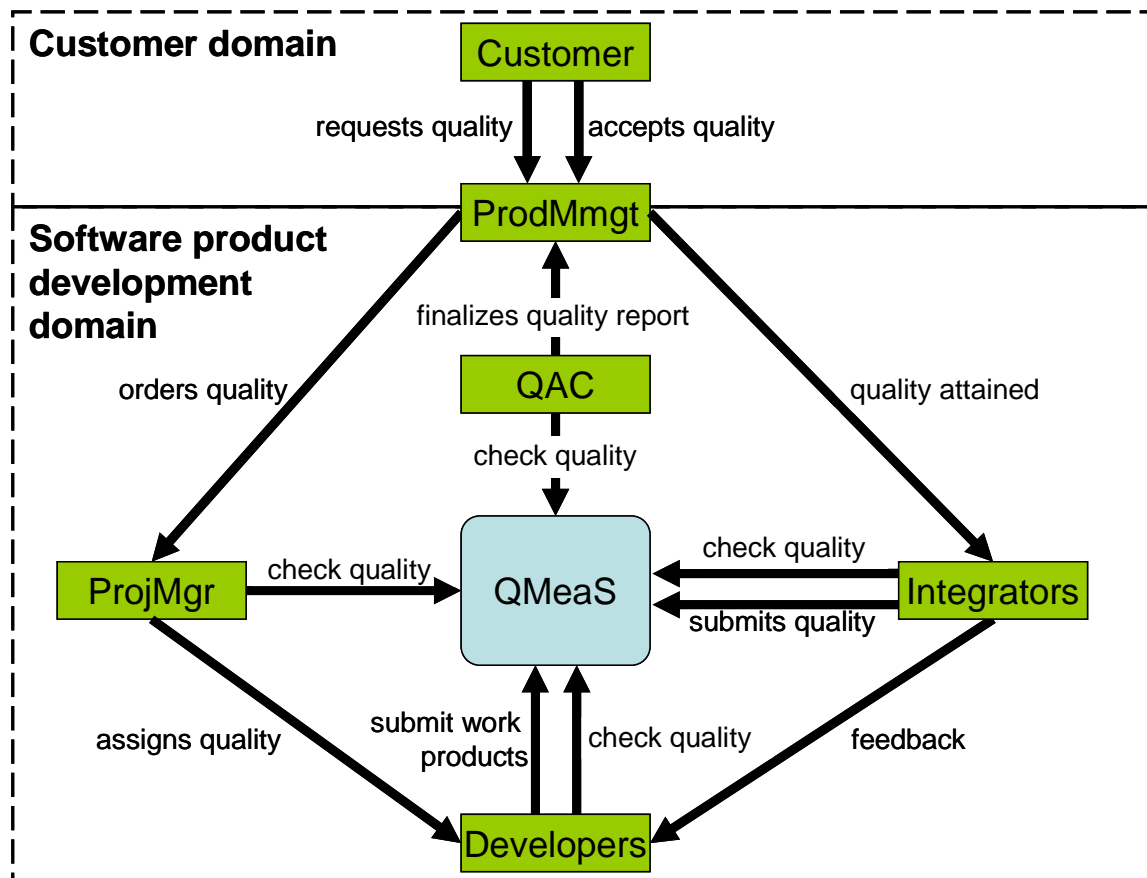 Customer domain
Customer
requests quality
accepts quality
ProdMmgt
Software product
development
domain
finalizes quality report
orders quality
QAC
quality attained
check quality
check quality
check quality
ProjMgr
QMeaS
Integrators
submits quality
assigns quality
submit work
products
check quality
feedback
Developers